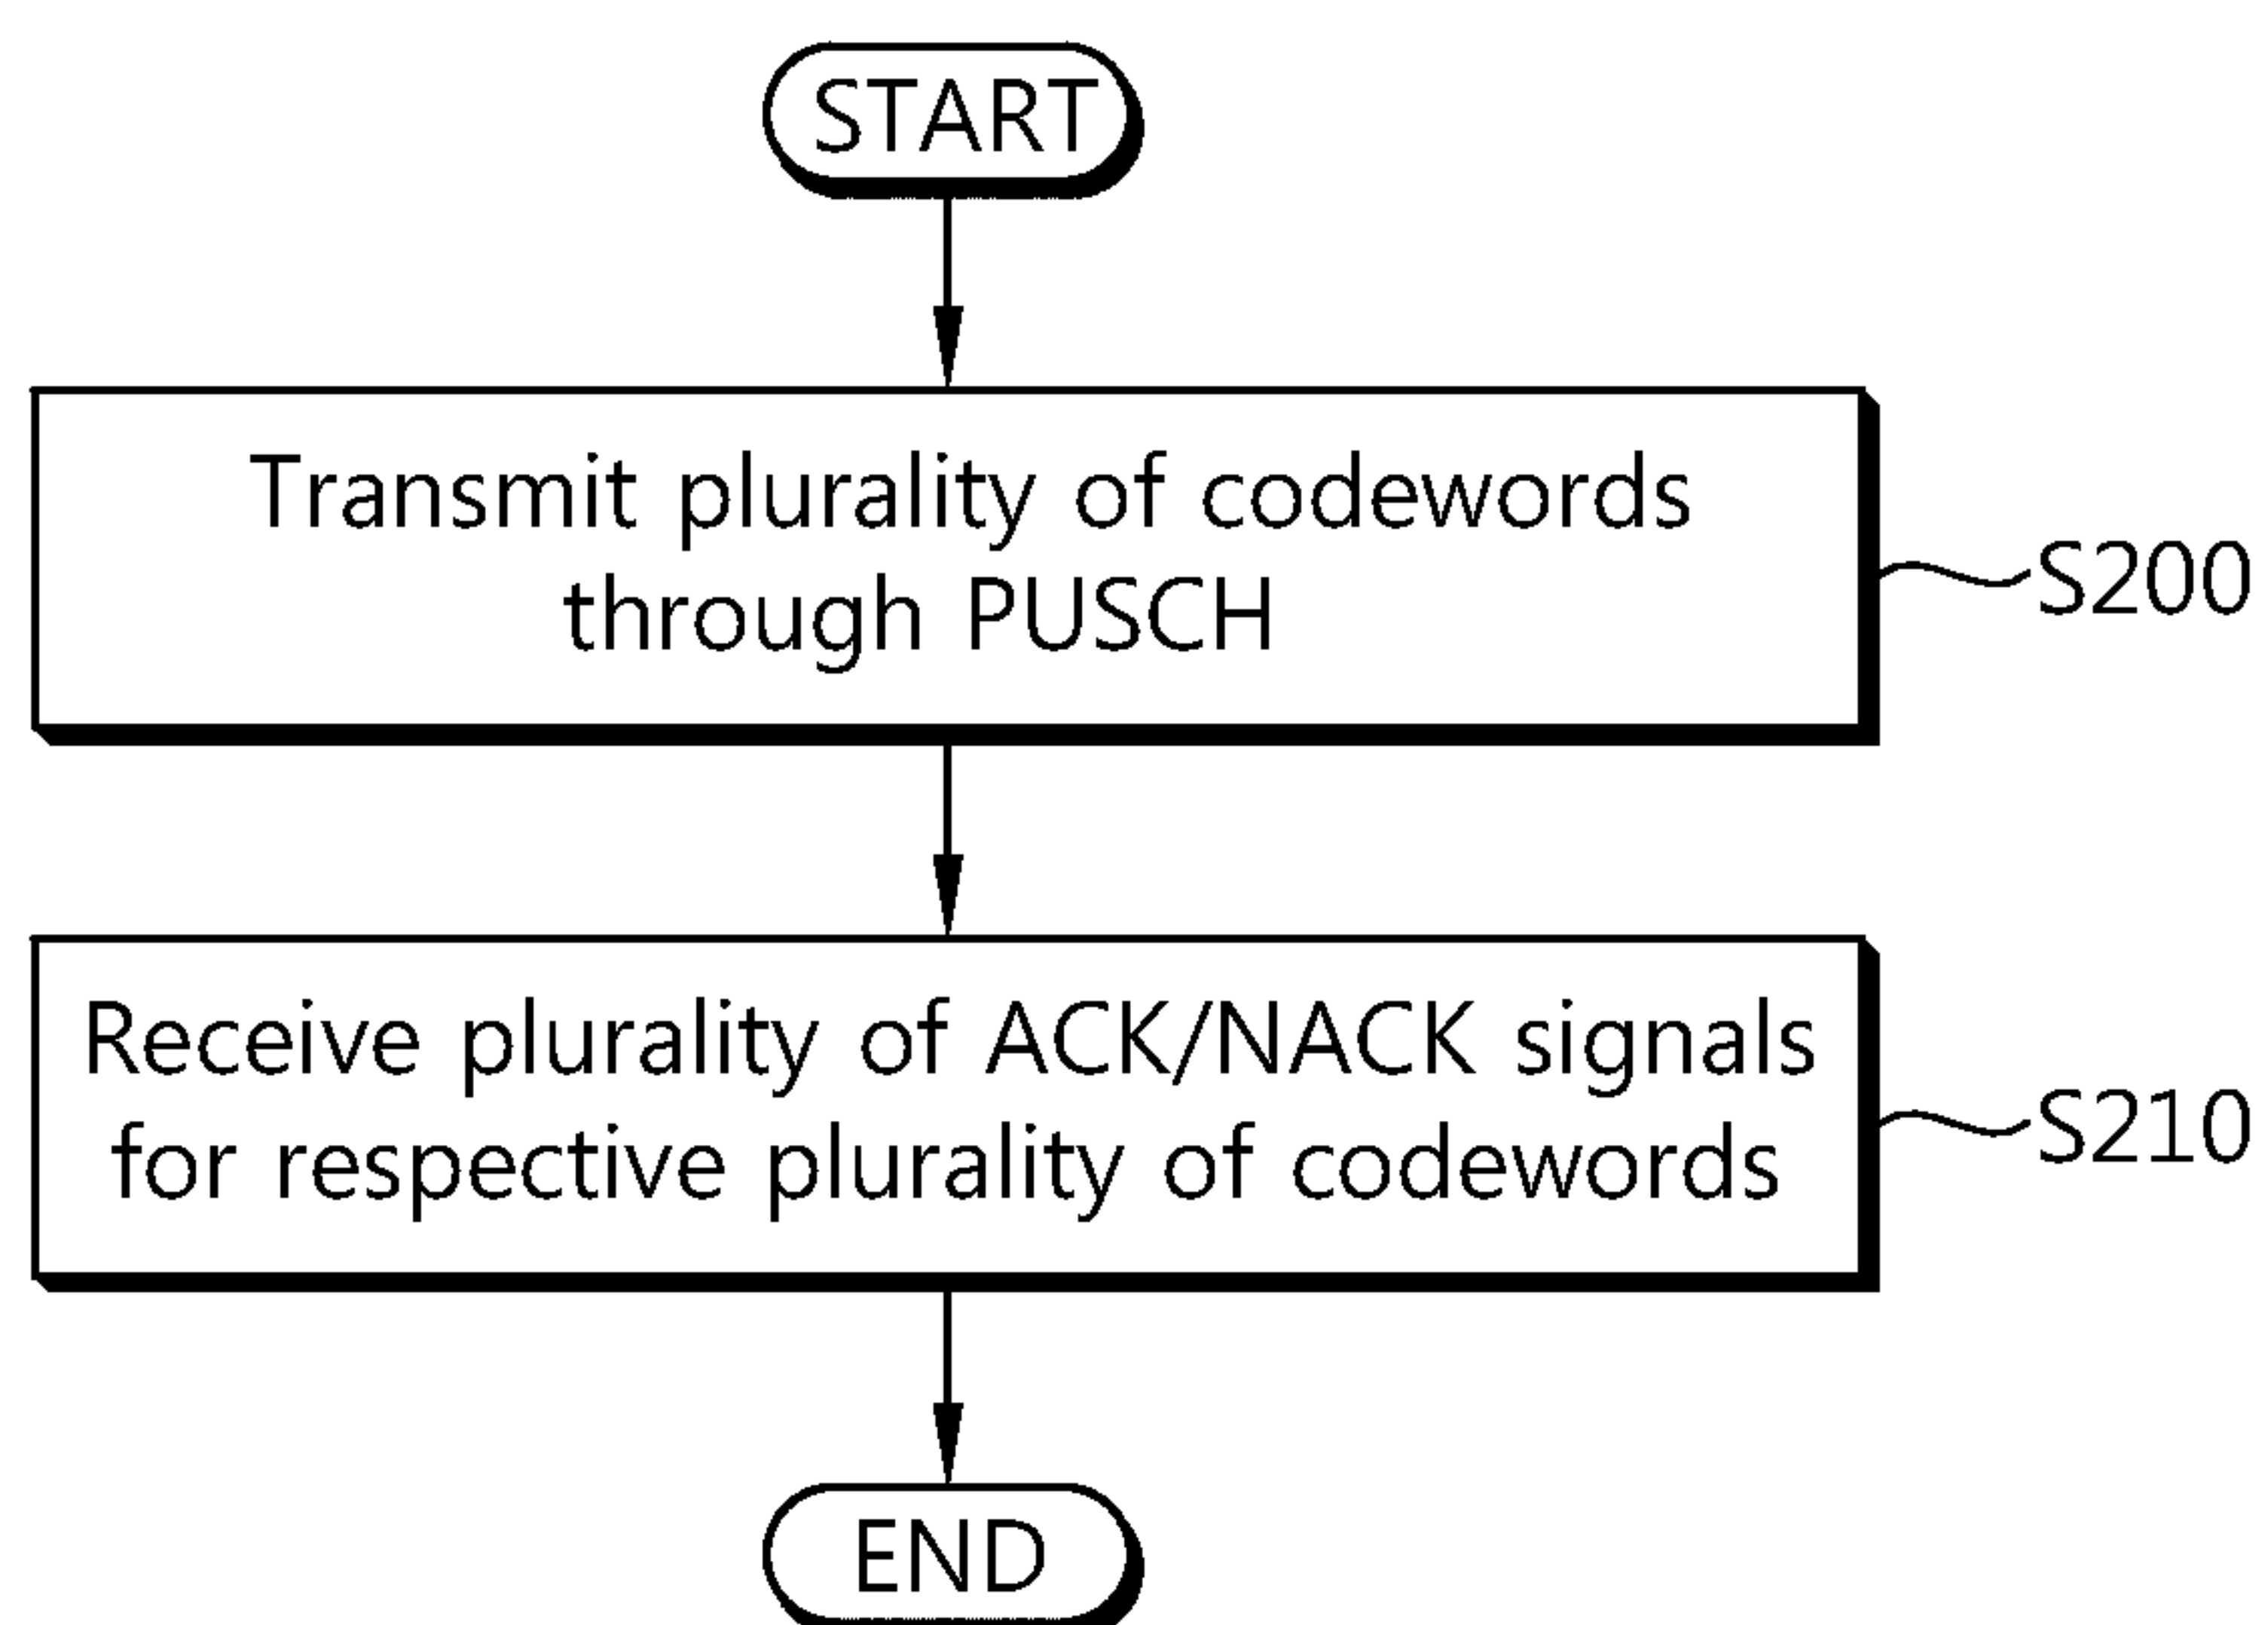 START
Transmit plurality of codewords
through PUSCH
S200
Receive plurality of ACK/NACK signals
for respective plurality of codewords
S210
END